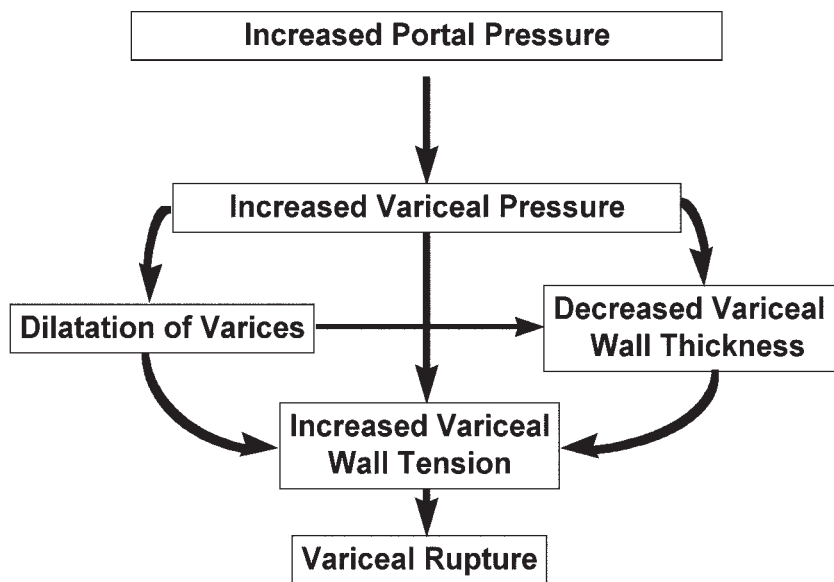 Increased Portal Pressure
Increased Variceal Pressure
Dilatation of Varices
Decreased Variceal
Wall Thickness
Increased Variceal
Wall Tension
Variceal Rupture